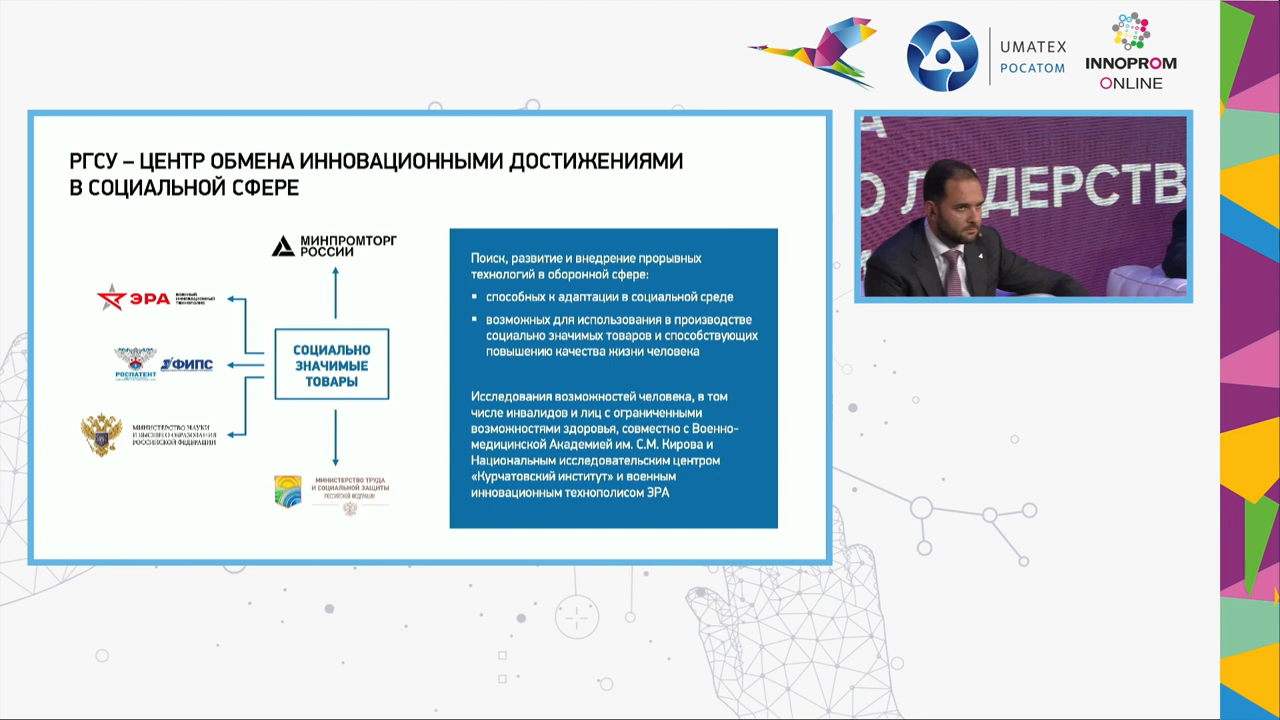 UMATEX
РОСАТОМ
INNOPROM
ONLINE
РГСУ – ЦЕНТР ОБМЕНА ИННОВАЦИОННЫМИ ДОСТИЖЕНИЯМИ
В СОЦИАЛЬНОЙ СФЕРЕ
МИНПРОМТОРГ
РОССИИ
ЭРА
ВОЕННЫЙ
ИННОВАЦИОННЫЙ
ТЕХНОПОЛИС
СОЦИАЛЬНО
ЗНАЧИМЫЕ
ТОВАРЫ
РОСПАТЕНТ
ФИПС
МИНИСТЕРСТВО НАУКИ
И ВЫСШЕГО ОБРАЗОВАНИЯ
РОССИЙСКОЙ ФЕДЕРАЦИИ
МИНИСТЕРСТВО ТРУДА
И СОЦИАЛЬНОЙ ЗАЩИТЫ
РОССИЙСКОЙ ФЕДЕРАЦИИ
Поиск, развитие и внедрение прорывных
технологий в оборонной сфере:
▪ способных к адаптации в социальной среде
▪ возможных для использования в производстве
социально значимых товаров и способствующих
повышению качества жизни человека
Исследования возможностей человека, в том
числе инвалидов и лиц с ограниченными
возможностями здоровья, совместно с Военно-
медицинской Академией им. С.М. Кирова и
Национальным исследовательским центром
«Курчатовский институт» и военным
инновационным технополисом ЭРА